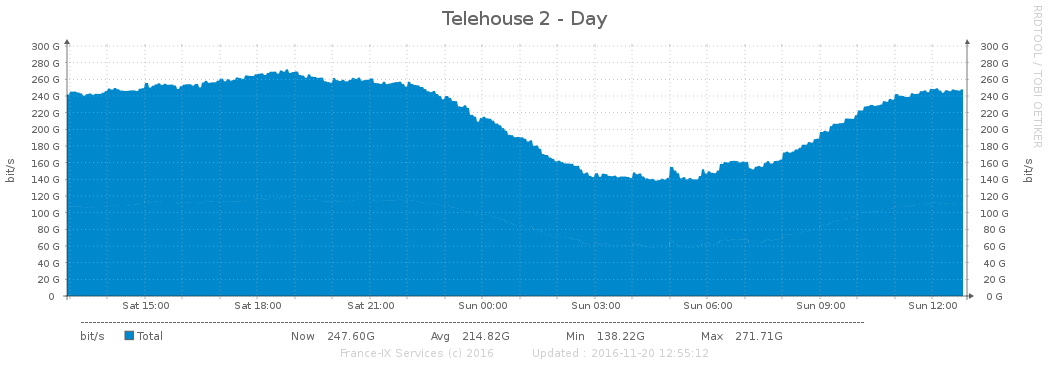 Telehouse 2 - Day
RRDTOOL / TOBI OETIKER
300 G 300 G
280 G 280 G
260 G 260 G
240 G 240 G
220 G 220 G
200 G 200 G
180 G 180 G
160 G 160 G
140 G 140 G
120 G 120 G
100 G 100 G
80 G 80 G
60 G 60 G
40 G 40 G
20 G 20 G
0 0 G
bit/s bit/s
Sat 15:00 Sat 18:00 Sat 21:00 Sun 00:00 Sun 03:00 Sun 06:00 Sun 09:00 Sun 12:00
bit/s Total Now 247.60G Avg 214.82G Min 138.22G Max 271.71G
France-IX Services (c) 2016 Updated : 2016-11-20 12:55:12